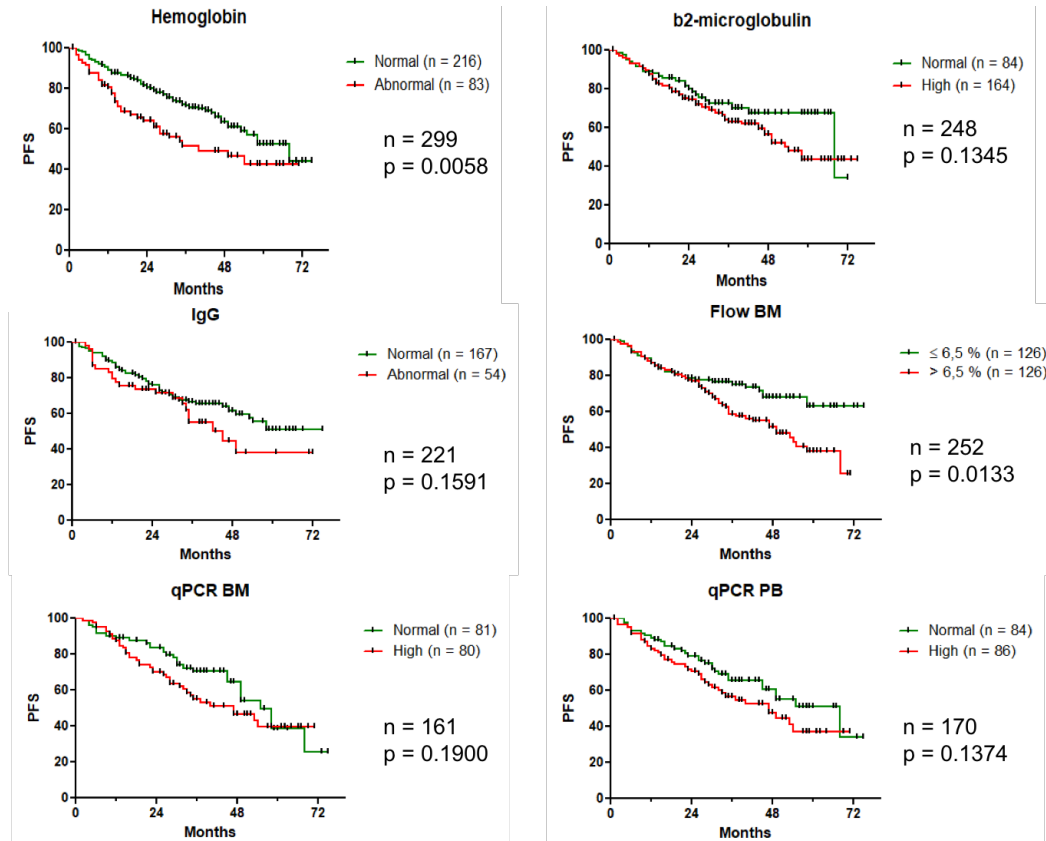 Hemoglobin
Normal (n = 216)
Abnormal (n = 83)
n = 299
p = 0.0058
PFS
100
80
60
40
20
0
0 24 48 72
Months
b2-microglobulin
Normal (n = 84)
High (n = 164)
n = 248
p = 0.1345
PFS
100
80
60
40
20
0
0 24 48 72
Months
IgG
Normal (n = 167)
Abnormal (n = 54)
n = 221
p = 0.1591
PFS
100
80
60
40
20
0
0 24 48 72
Months
Flow BM
≤ 6,5 % (n = 126)
> 6,5 % (n = 126)
n = 252
p = 0.0133
PFS
100
80
60
40
20
0
0 24 48 72
Months
qPCR BM
Normal (n = 81)
High (n = 80)
n = 161
p = 0.1900
PFS
100
80
60
40
20
0
0 24 48 72
Months
qPCR PB
Normal (n = 84)
High (n = 86)
n = 170
p = 0.1374
PFS
100
80
60
40
20
0
0 24 48 72
Months